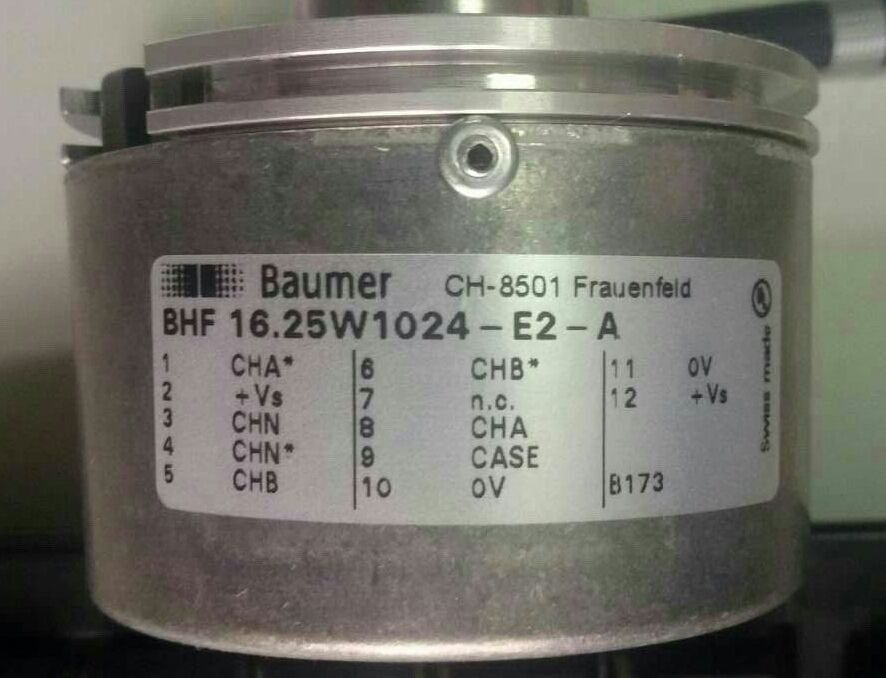 Baumer CH-8501 Frauenfeld
BHF 16.25W1024-E2-A
1 CHA* 6 CHB* 11 0V
2 +Vs 7 n.c. 12 +Vs
3 CHN 8 CHA
4 CHN* 9 CASE
5 CHB 10 0V B173
Swiss made